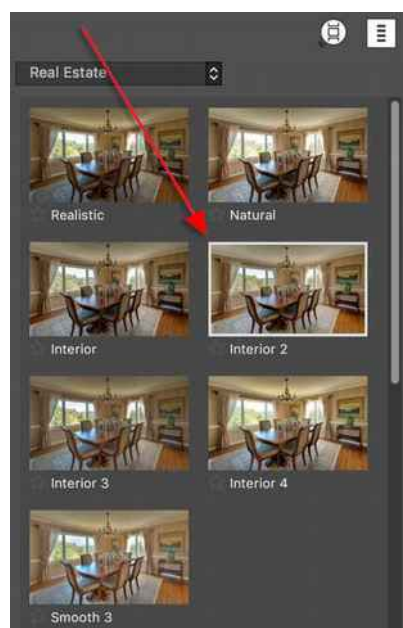 Real Estate
Realistic
Natural
Interior
Interior 2
Interior 3
Interior 4
Smooth 3